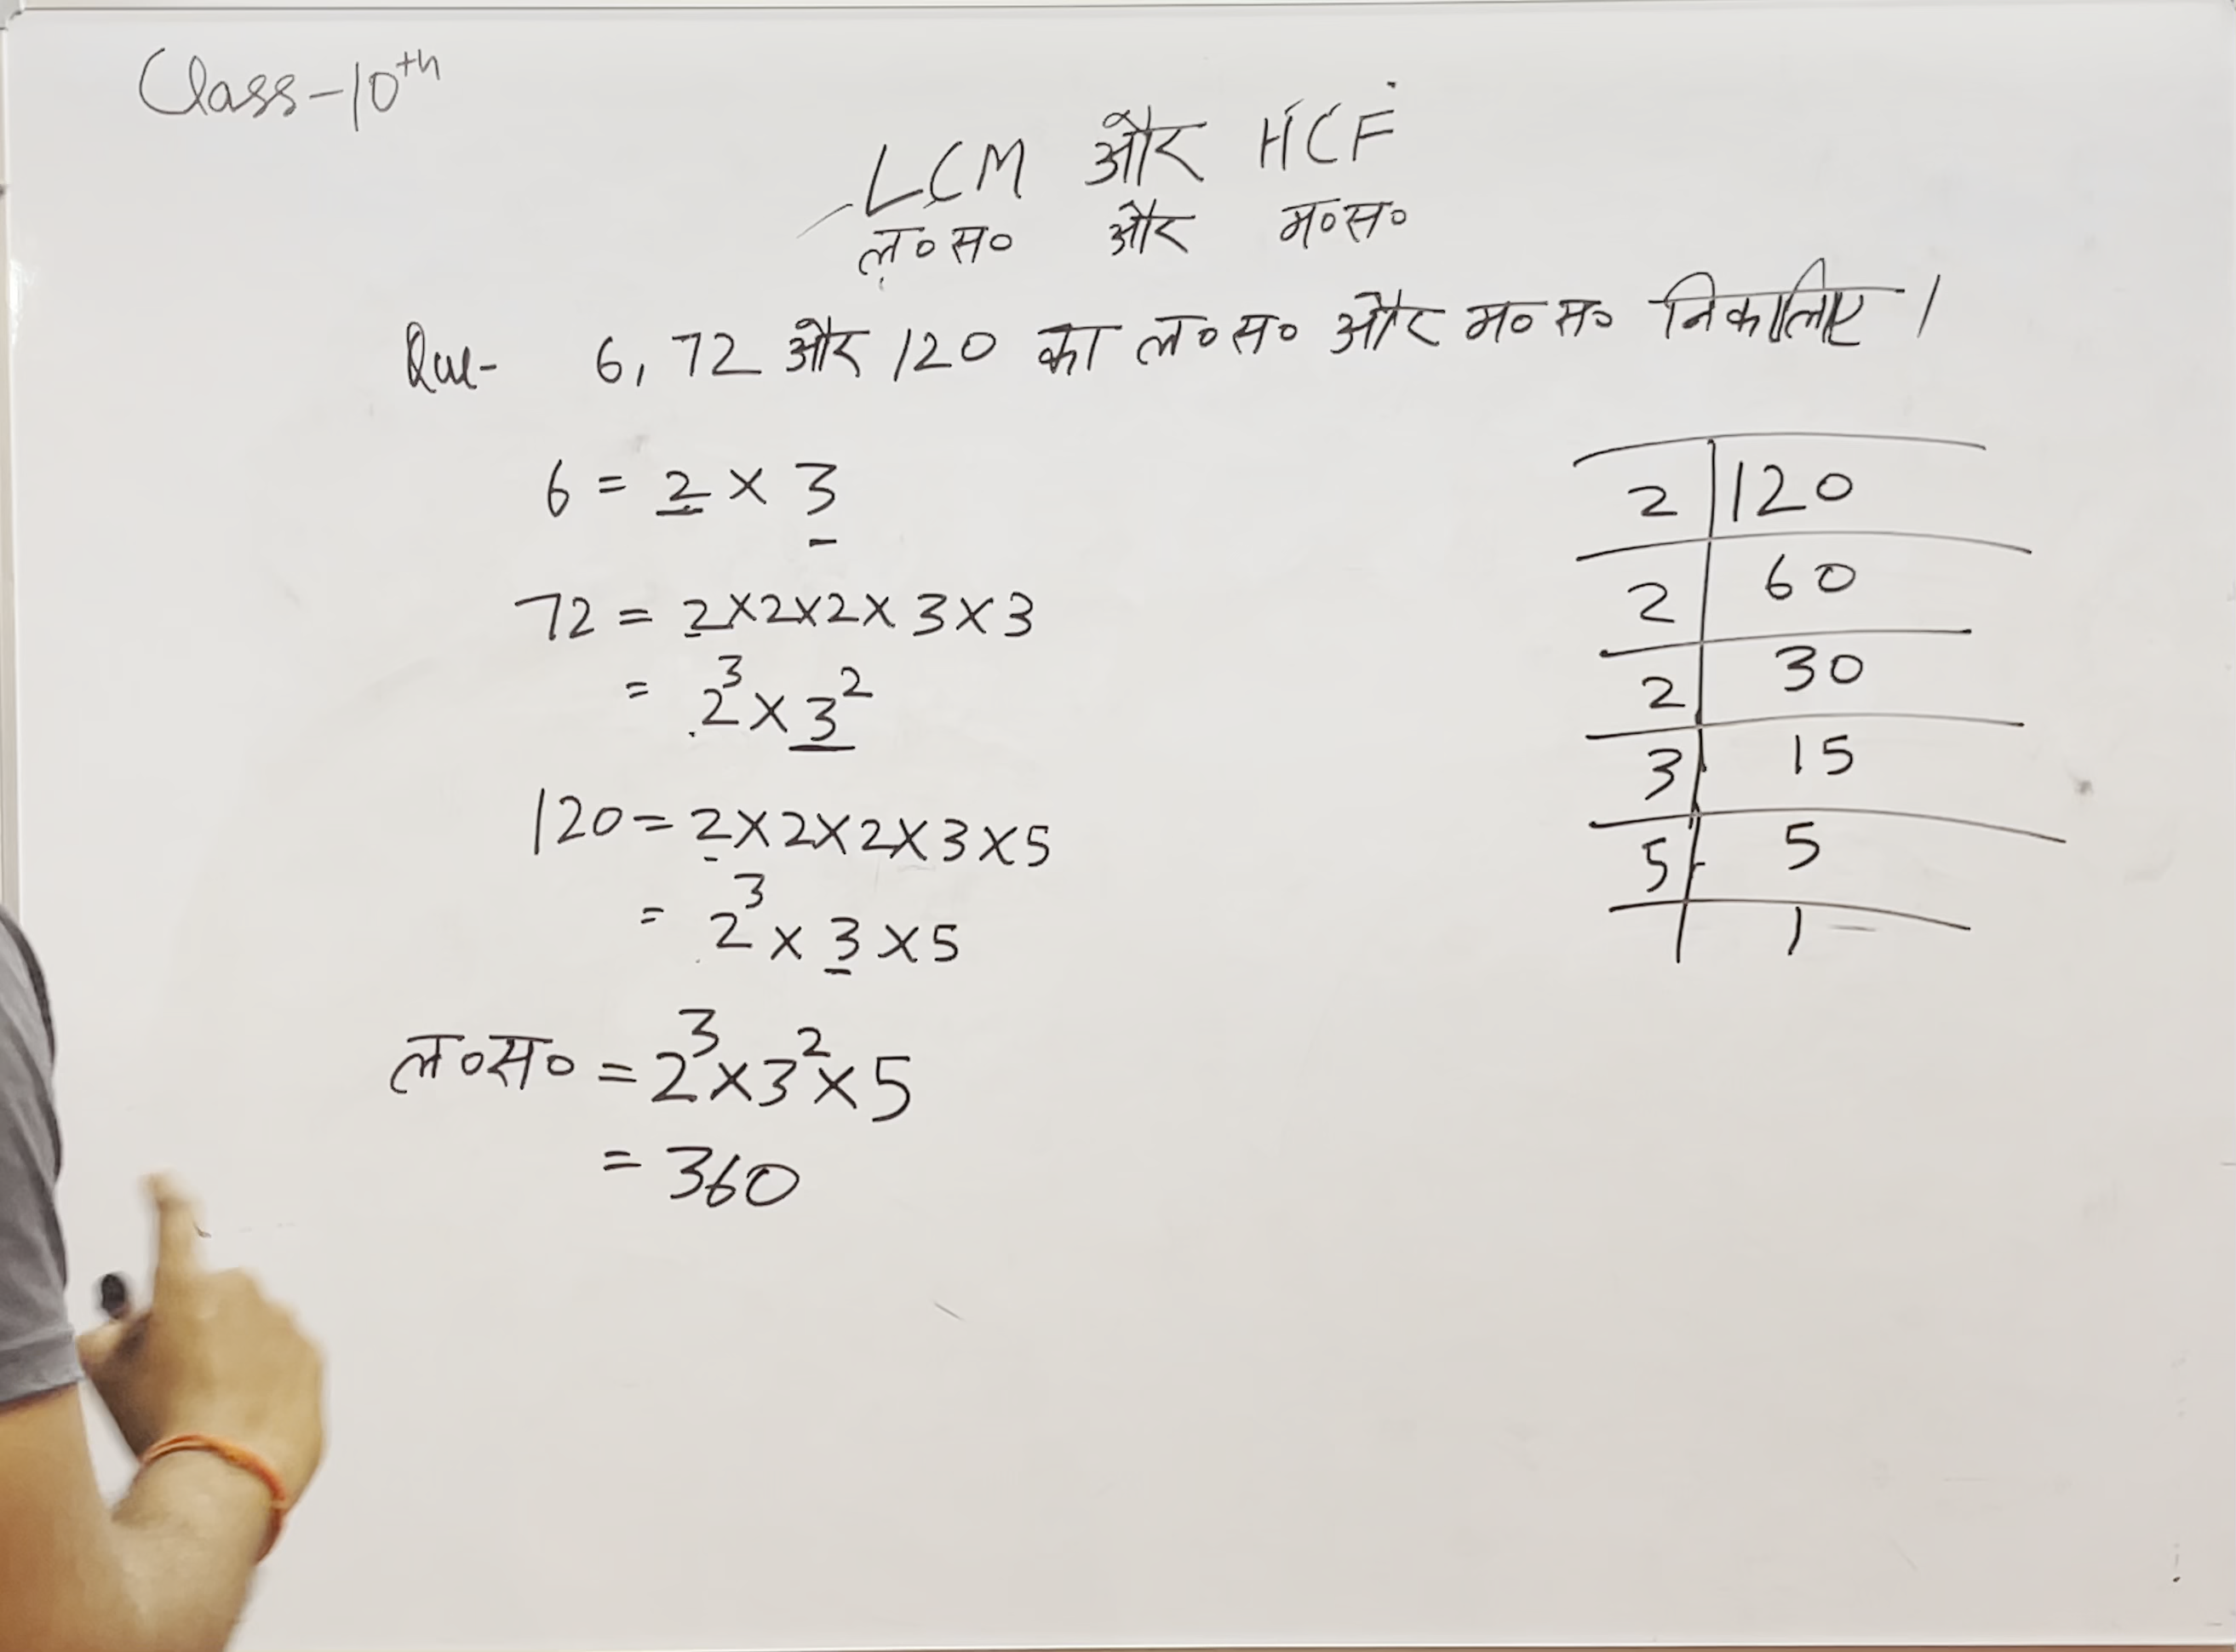 Class-10th
LCM और HCF
ल०स० और म०स०
Que- 6, 72 और 120 का ल०स० और म०स० निकालिए।
6 = 2 × 3
72 = 2×2×2×3×3
= 2³×3²
120 = 2×2×2×3×5
= 2³×3×5
ल०स० = 2³×3²×5
= 360
2 | 120
2 | 60
2 | 30
3 | 15
5 | 5
| 1